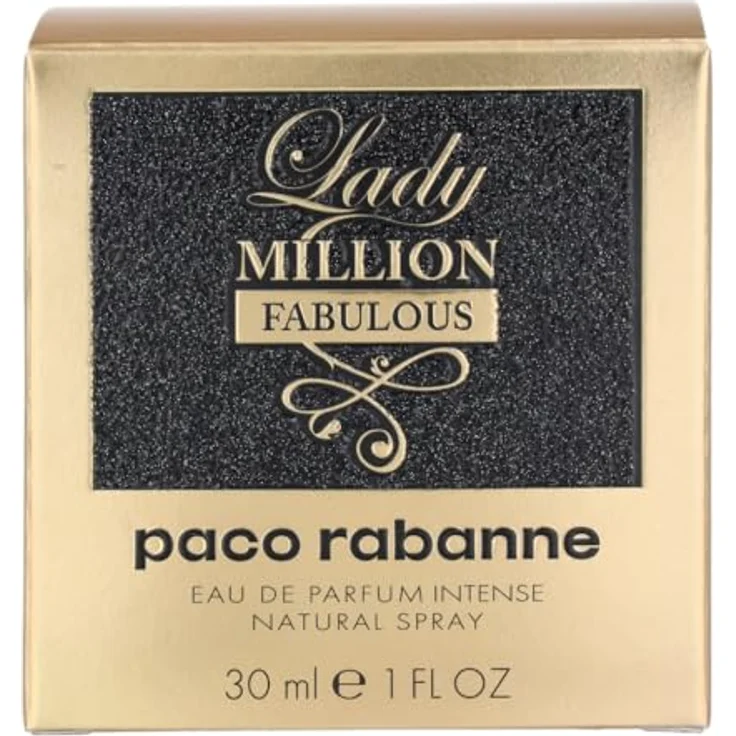 Lady
MILLION
FABULOUS
paco rabanne
EAU DE PARFUM INTENSE
NATURAL SPRAY
30 ml ℮ 1 FL OZ